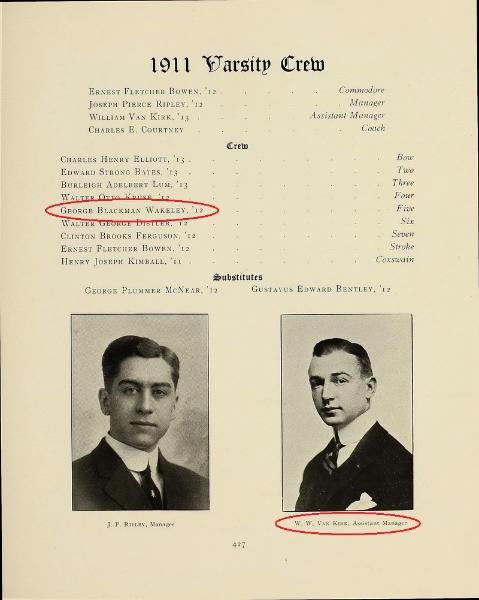 1911 Varsity Crew
Ernest Fletcher Bowen, '12 . . . . . Commodore
Joseph Pierce Ripley, '12 . . . . . Manager
William Van Kirk, '13 . . . . Assistant Manager
Charles E. Courtney . . . . . . Coach
Crew
Charles Henry Elliott, '13 . . . . . . Bow
Edward Strong Bates, '13 . . . . . . Two
Burleigh Adelbert Lum, '13 . . . . . . Three
Walter Otto Kruse, '12 . . . . . . Four
George Blackman Wakeley, '12 . . . . . Five
Walter George Distler, '12 . . . . . . Six
Clinton Brooks Ferguson, '12 . . . . . Seven
Ernest Fletcher Bowen, '12 . . . . . . Stroke
Henry Joseph Kimball, '11 . . . . . Coxswain
Substitutes
George Plummer McNear, '12 Gustavus Edward Bentley, '12
J. P. Ripley, Manager W. W. Van Kirk, Assistant Manager
427